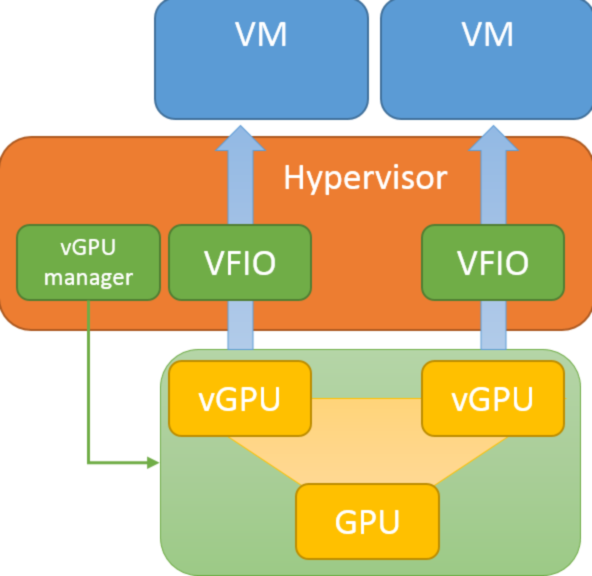 VM
VM
Hypervisor
vGPU
manager
VFIO
VFIO
vGPU
vGPU
GPU